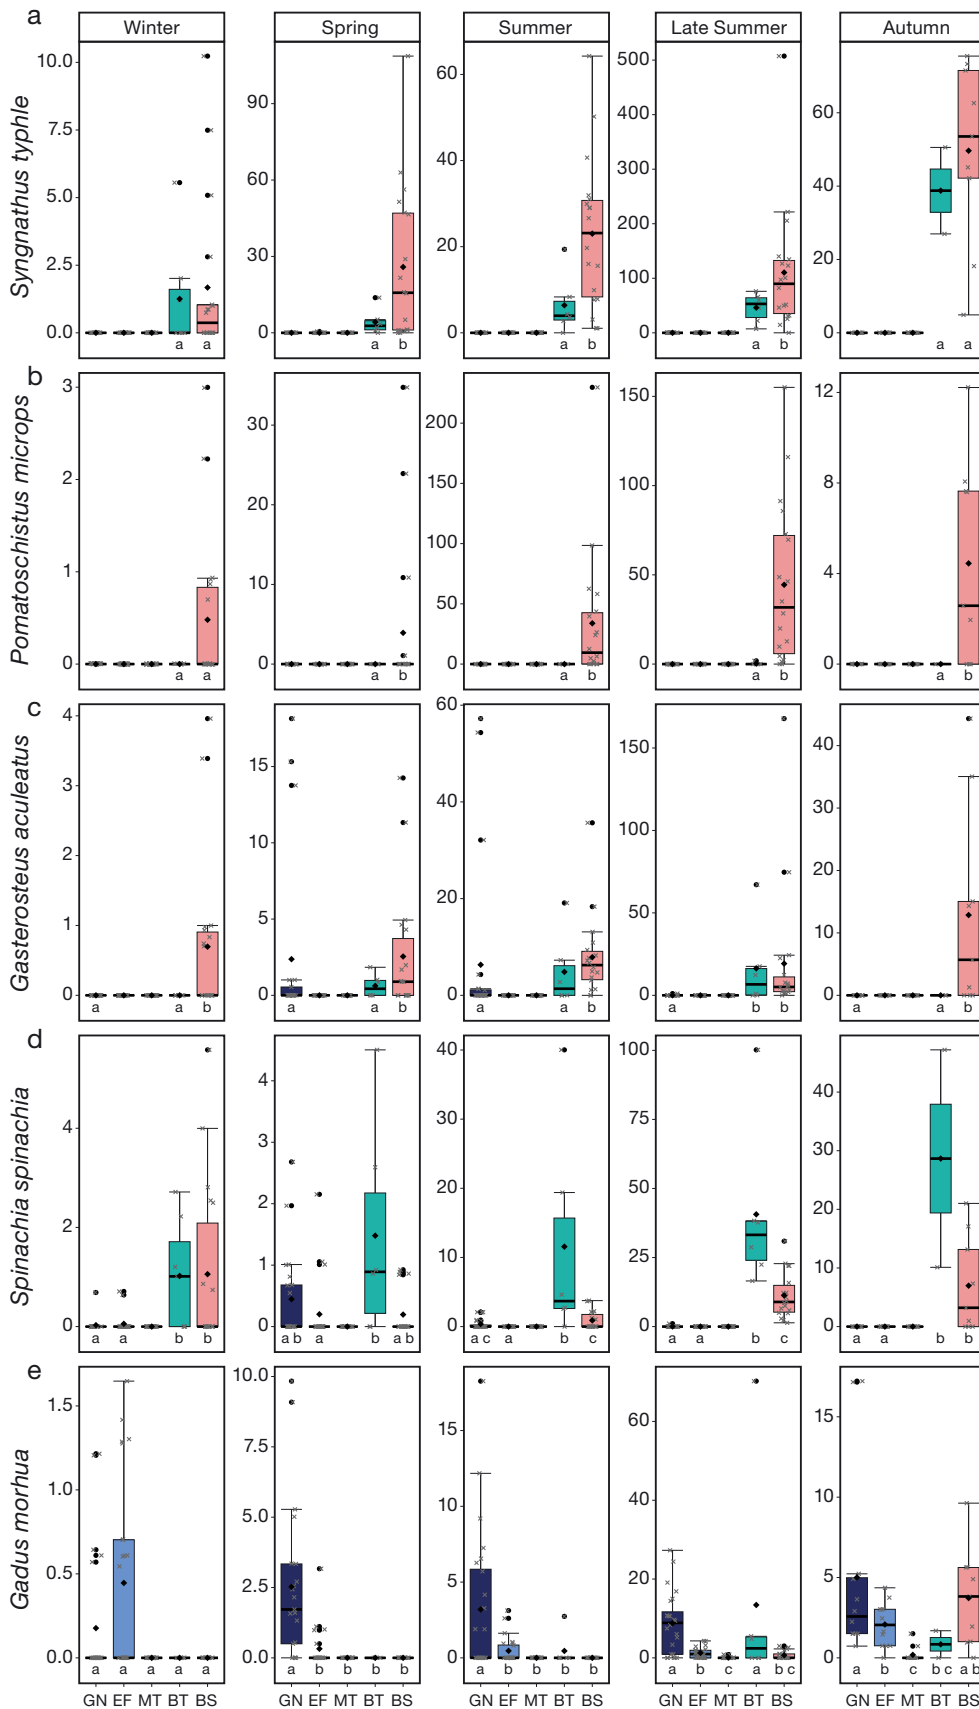 a
Winter Spring Summer Late Summer Autumn
Syngnathus typhle
10.0 90 60 500 60
7.5 60 40 400 40
5.0 30 20 300 20
2.5 0 0 200 0
0.0 100
0
a a a b a b a b a a
b
Pomatoschistus microps
3 30 200 150 12
2 20 150 100 8
1 10 100 50 4
0 0 50 0 0
0
a a a b a b a b a b
c
Gasterosteus aculeatus
4 15 60 150 40
3 10 40 100 30
2 5 20 50 20
1 0 0 0 10
0 0
a b a a b a a b a b b a b
d
Spinachia spinachia
4 4 40 100 40
2 3 30 75 30
0 2 20 50 20
1 10 25 10
0 0 0 0
a a b b a b a b a b a c a b c a a b c a a b b
e
Gadus morhua
1.5 10.0 15 60 15
1.0 7.5 10 40 10
0.5 5.0 5 20 5
0.0 2.5 0 0 0
0.0
a a a a a a b b b b a b b b b a b c a b c a b c b c a b
GN EF MT BT BS GN EF MT BT BS GN EF MT BT BS GN EF MT BT BS GN EF MT BT BS